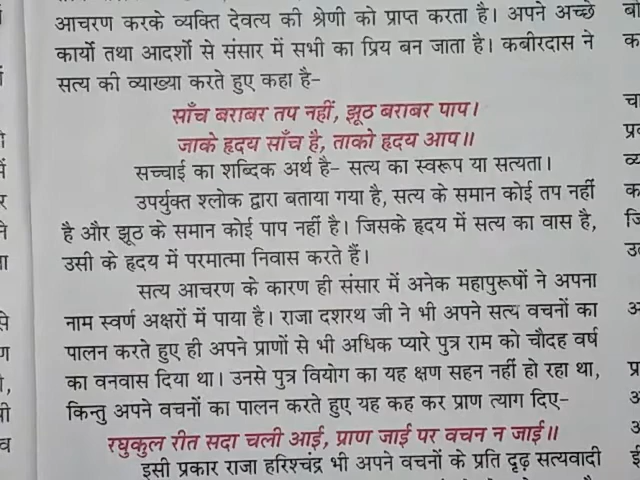 आचरण करके व्यक्ति देवत्य की श्रेणी को प्राप्त करता है। अपने अच्छे
कार्यो तथा आदर्शो से संसार में सभी का प्रिय बन जाता है। कबीरदास ने
सत्य की व्याख्या करते हुए कहा है-
साँच बराबर तप नहीं, झूठ बराबर पाप।
जाके हृदय साँच है, ताको हृदय आप॥
सच्चाई का शब्दिक अर्थ है- सत्य का स्वरूप या सत्यता।
उपर्युक्त श्लोक द्वारा बताया गया है, सत्य के समान कोई तप नहीं
है और झूठ के समान कोई पाप नहीं है। जिसके हृदय में सत्य का वास है,
उसी के हृदय में परमात्मा निवास करते हैं।
सत्य आचरण के कारण ही संसार में अनेक महापुरूषों ने अपना
नाम स्वर्ण अक्षरों में पाया है। राजा दशरथ जी ने भी अपने सत्य वचनों का
पालन करते हुए ही अपने प्राणों से भी अधिक प्यारे पुत्र राम को चौदह वर्ष
का वनवास दिया था। उनसे पुत्र वियोग का यह क्षण सहन नहीं हो रहा था,
किन्तु अपने वचनों का पालन करते हुए यह कह कर प्राण त्याग दिए-
रघुकुल रीत सदा चली आई, प्राण जाई पर वचन न जाई॥
इसी प्रकार राजा हरिश्चंद्र भी अपने वचनों के प्रति दृढ़ सत्यवादी